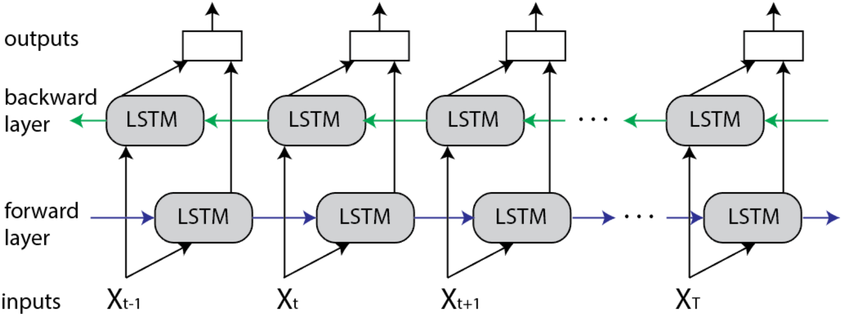 outputs
backward
layer
LSTM LSTM LSTM ... LSTM
forward
layer
LSTM LSTM LSTM ... LSTM
inputs Xt-1 Xt Xt+1 XT